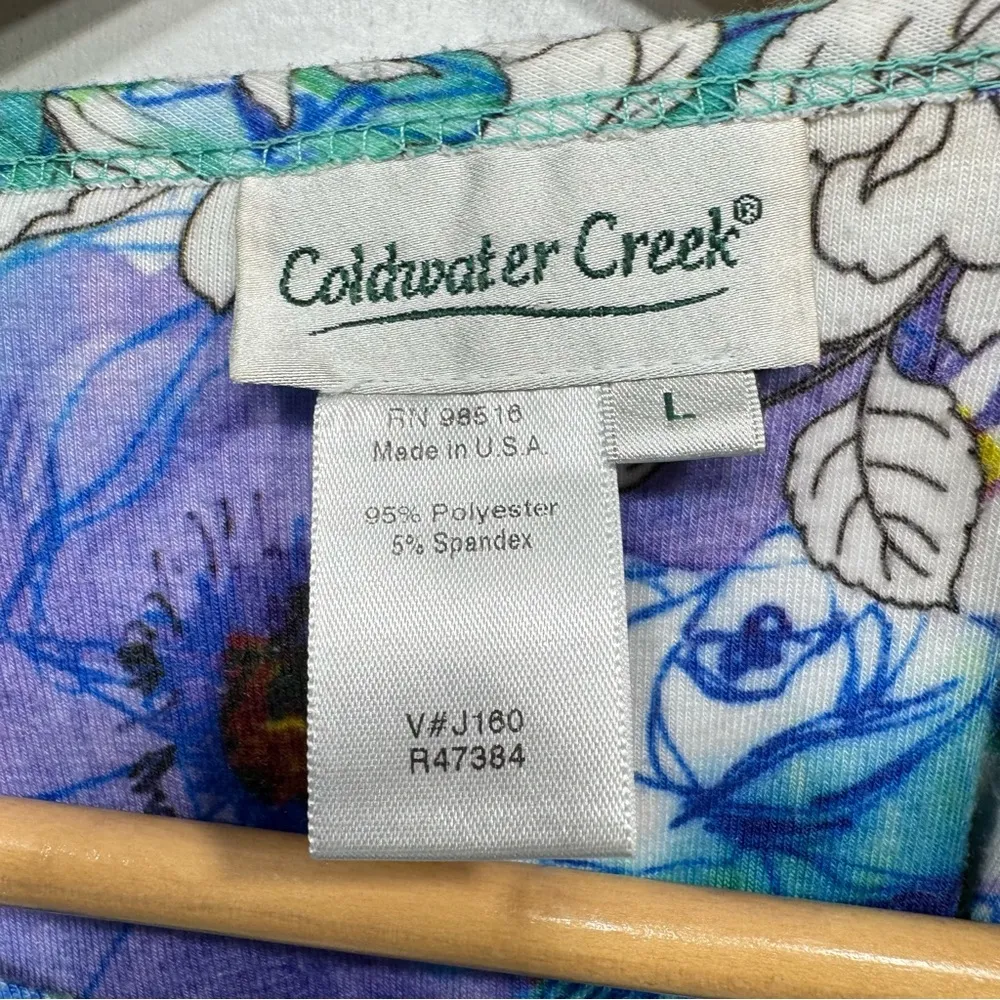 Coldwater Creek®
L
RN 98516
Made in U.S.A.
95% Polyester
5% Spandex
V#J160
R47384